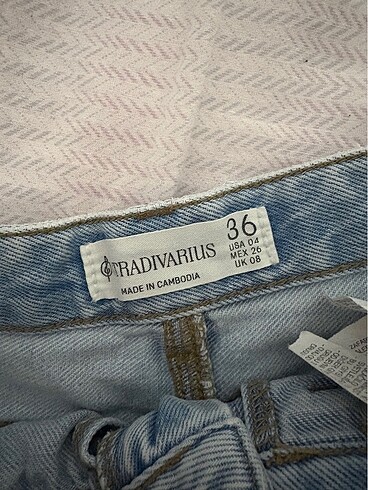 STRADIVARIUS
MADE IN CAMBODIA
36
USA 04
MEX 26
UK 08